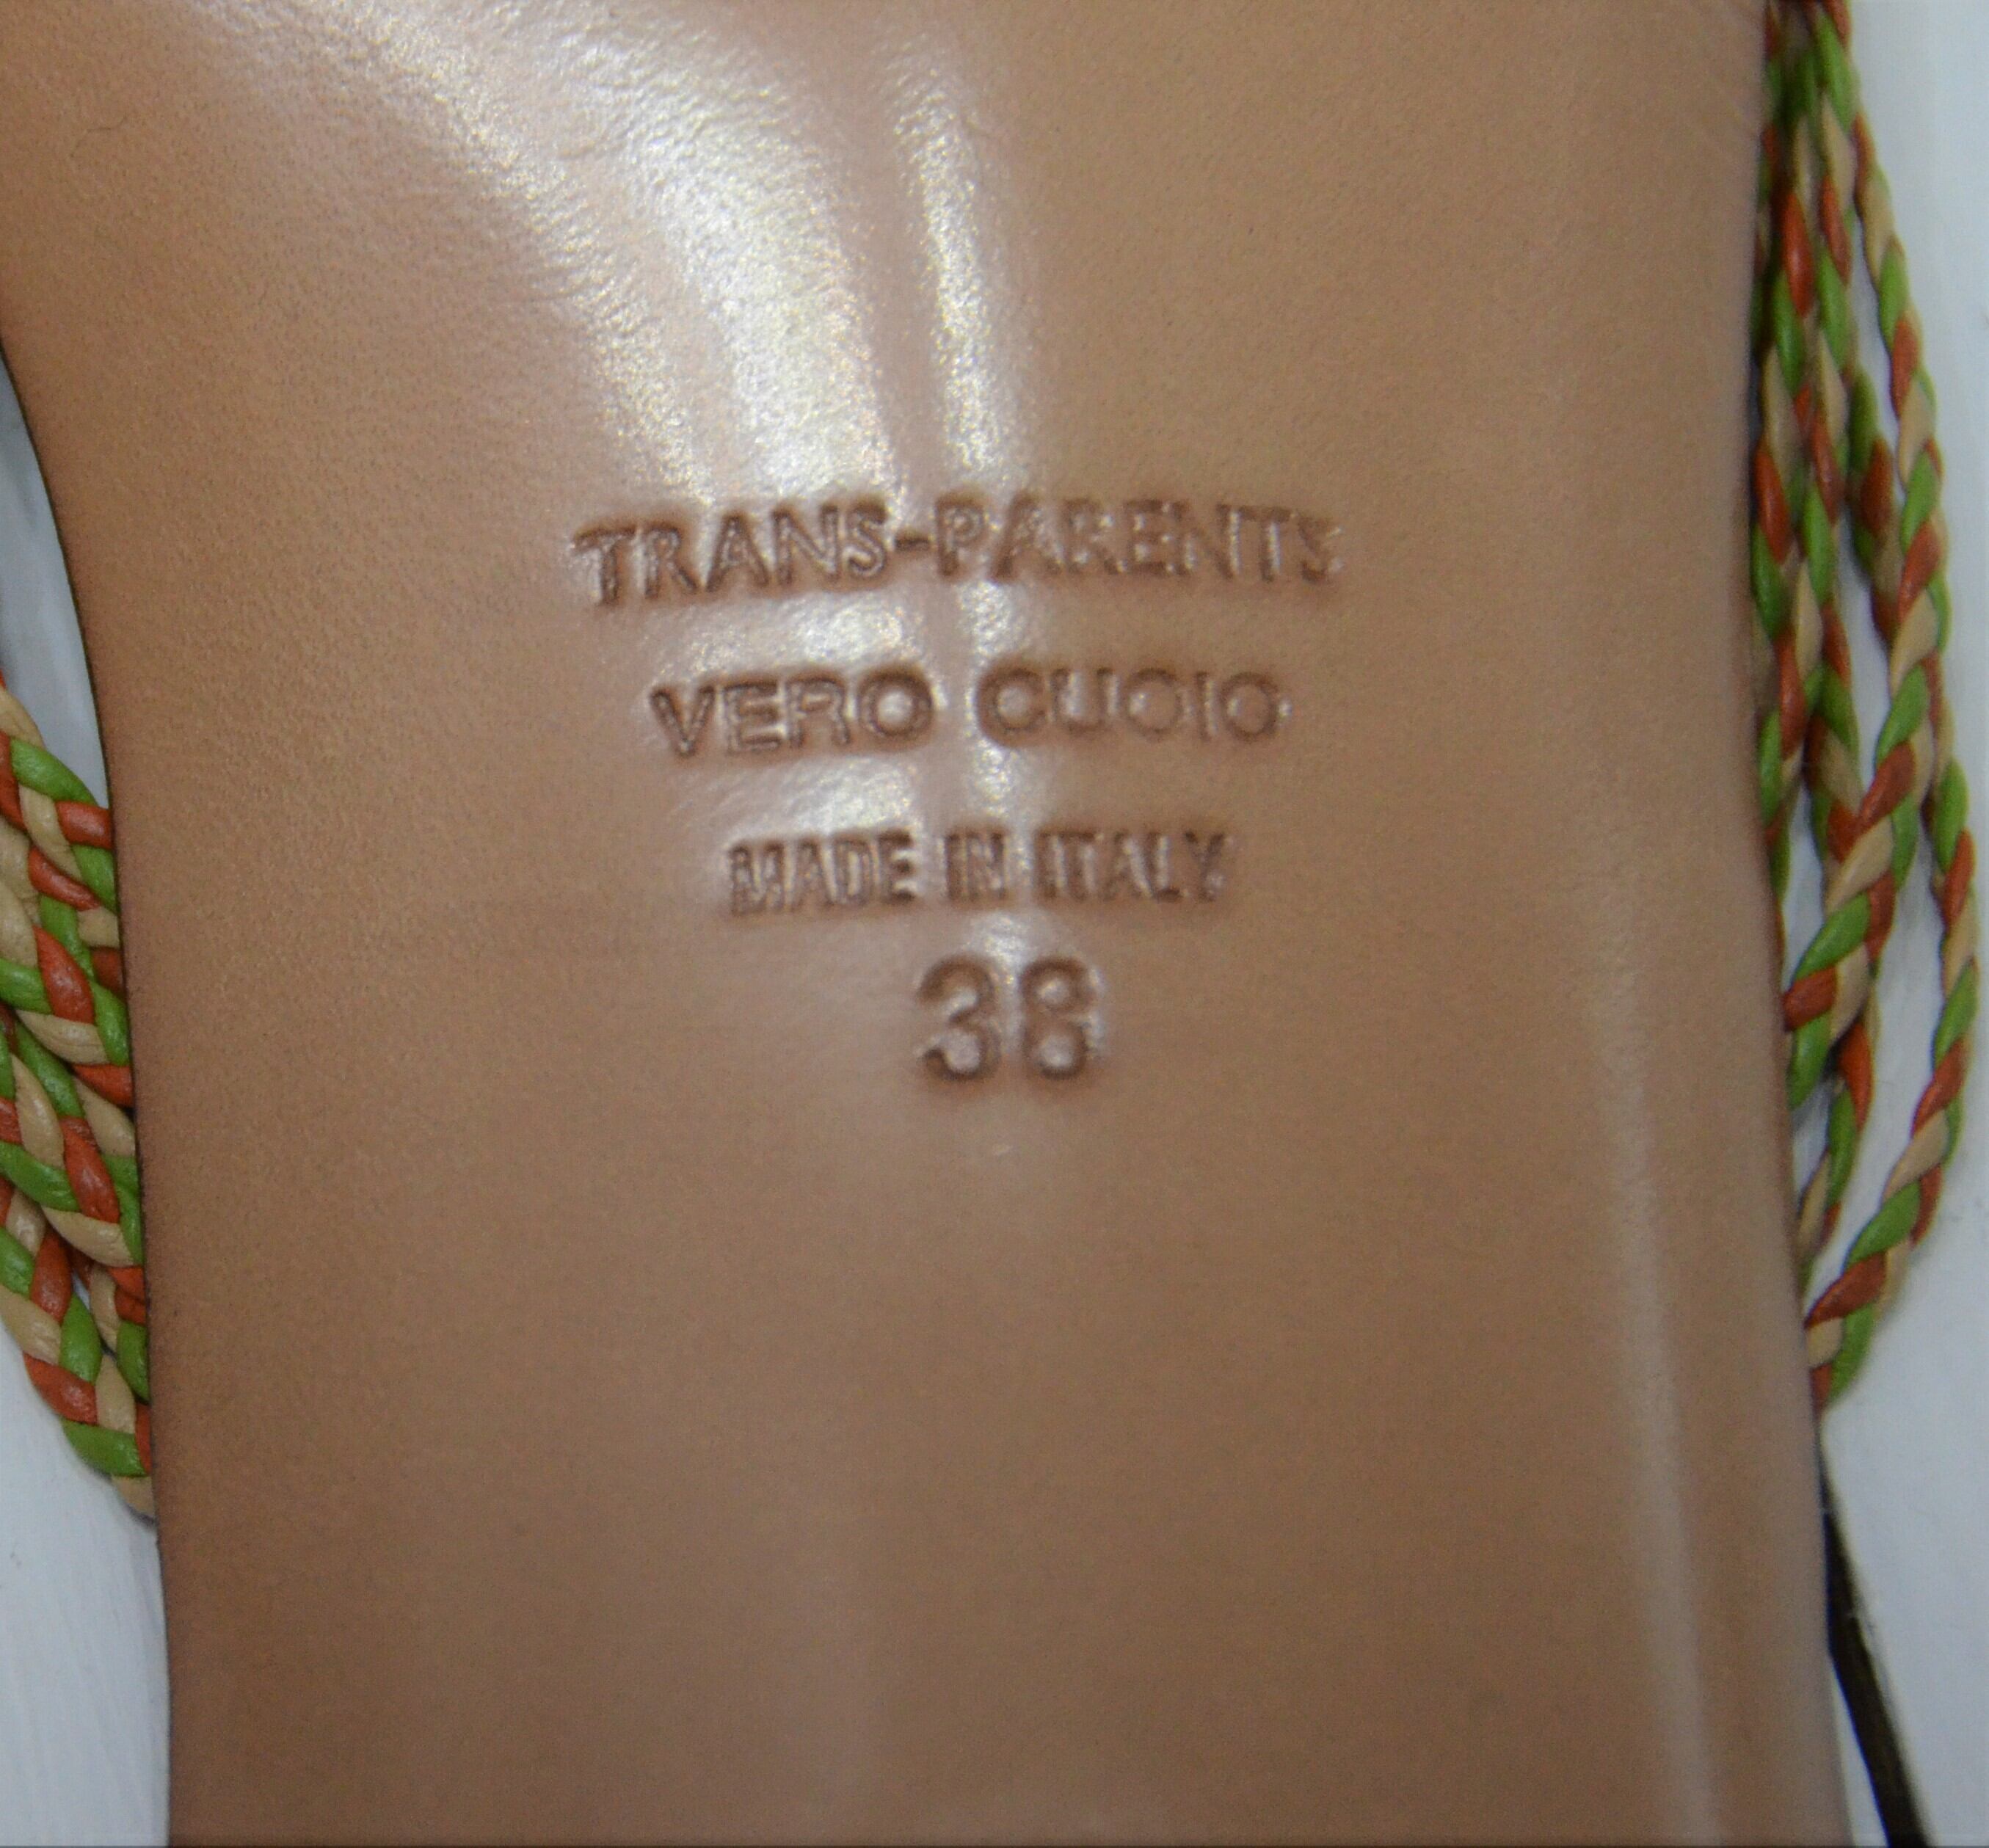 TRANS-PARENTS
VERO CUOIO
MADE IN ITALY
38